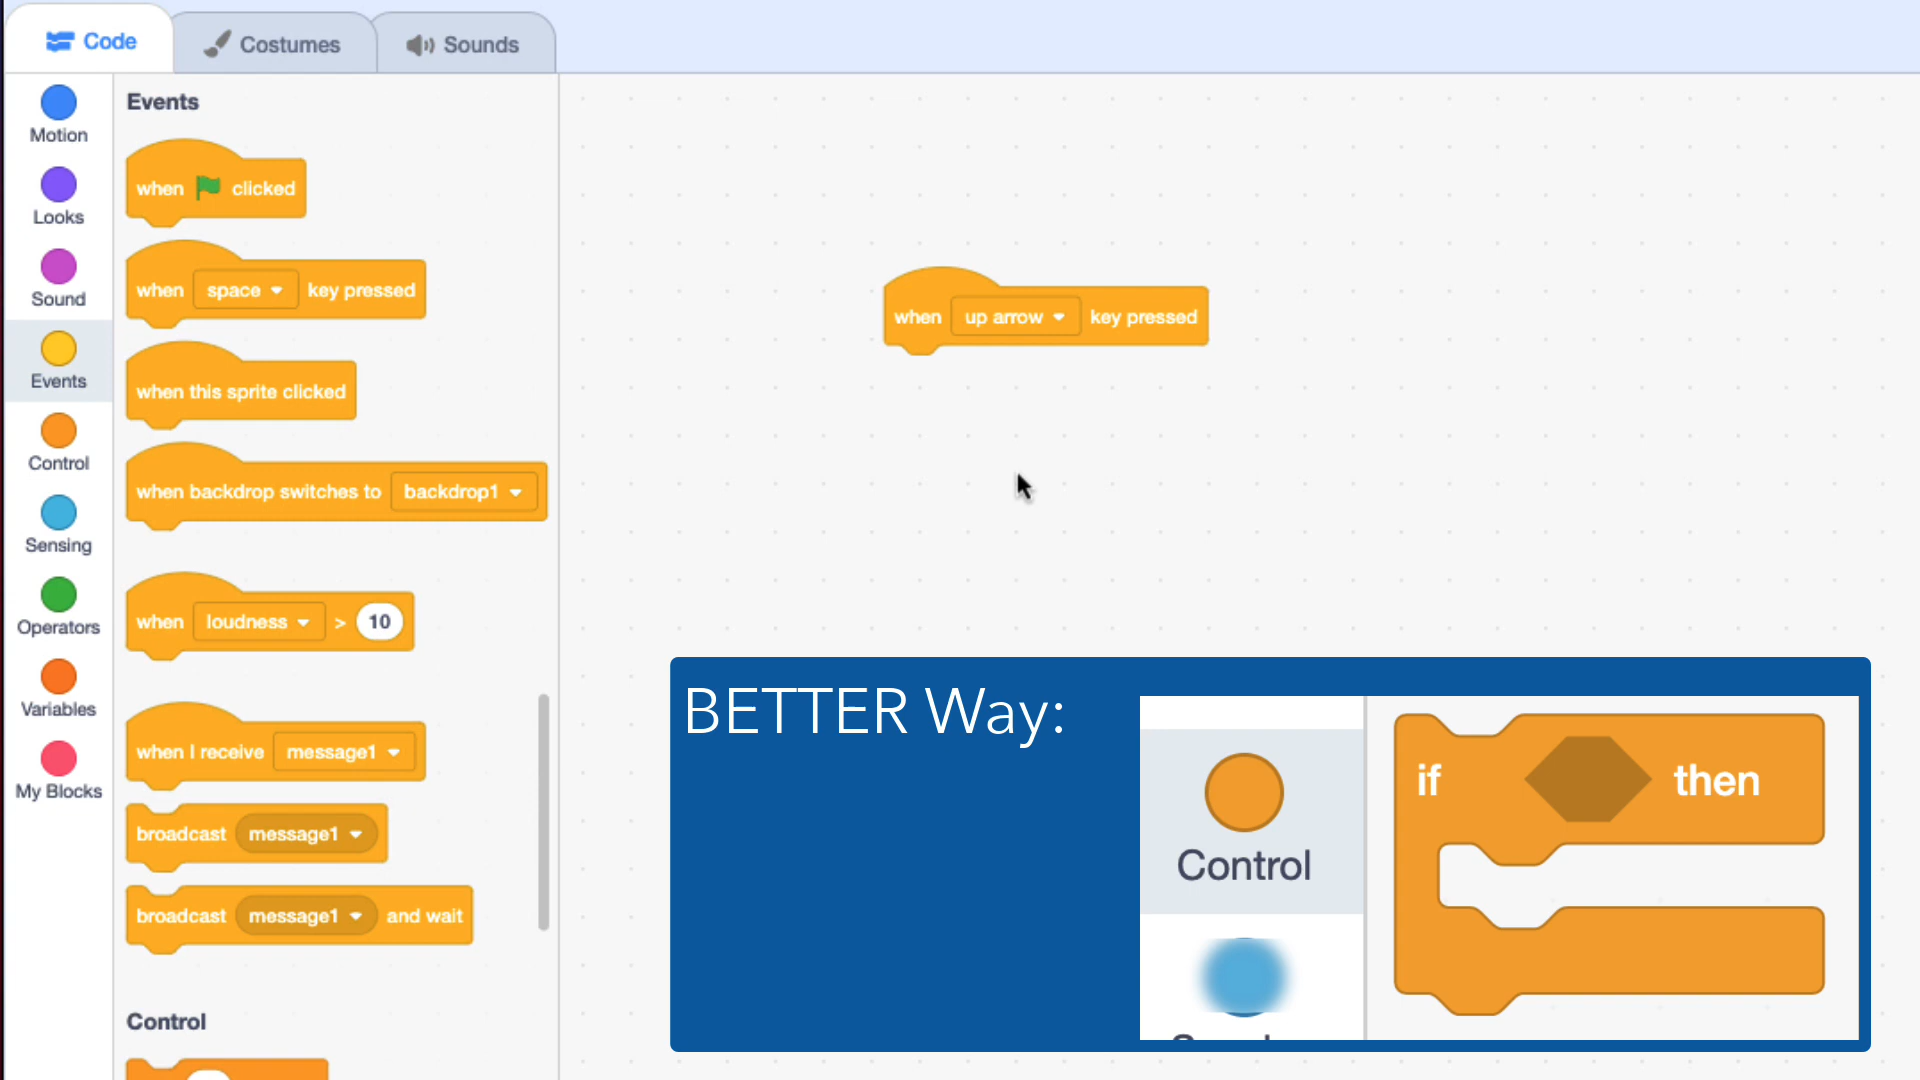 Code
Costumes
Sounds
Motion
Looks
Sound
Events
Control
Sensing
Operators
Variables
My Blocks
Events
when clicked
when space key pressed
when this sprite clicked
when backdrop switches to backdrop1
when loudness > 10
when I receive message1
broadcast message1
broadcast message1 and wait
Control
when up arrow key pressed
BETTER Way:
Control
if then